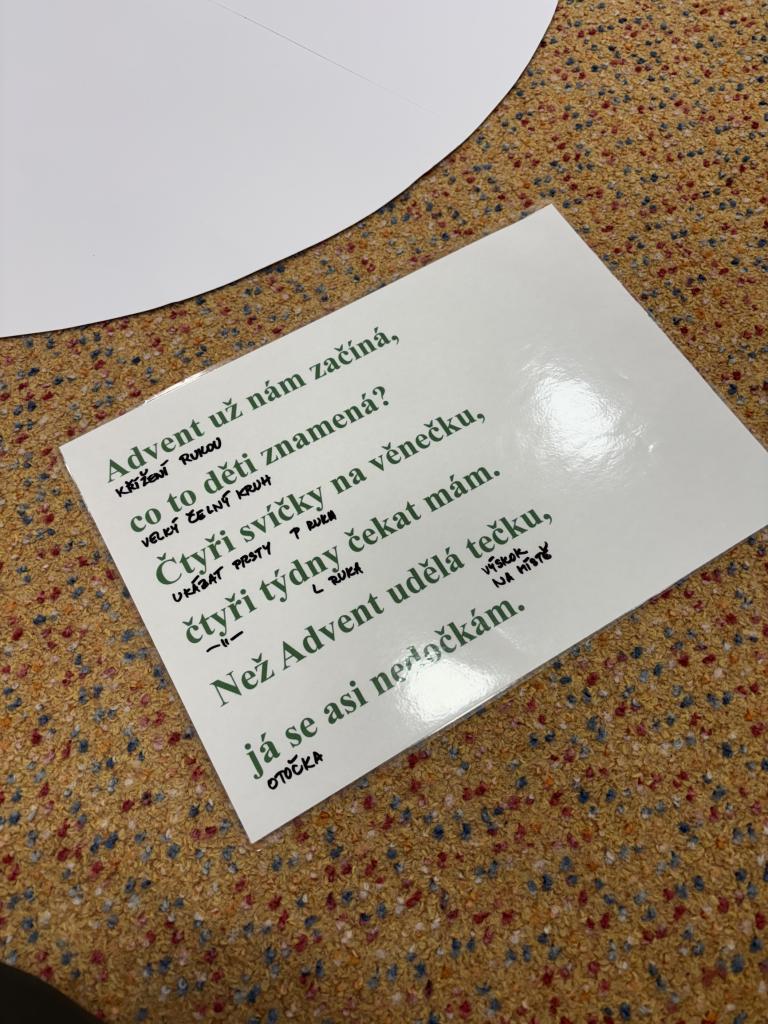 Advent už nám začíná,
KŘÍŽENÍ RUKOU
co to děti znamená?
VELKÝ ČELNÝ KRUH
Čtyři svíčky na věnečku,
UKÁZAT PRSTY P RUKA
čtyři týdny čekat mám.
–II– L RUKA
Než Advent udělá tečku,
VÝSKOK
NA MÍSTĚ
já se asi nedočkám.
OTOČKA